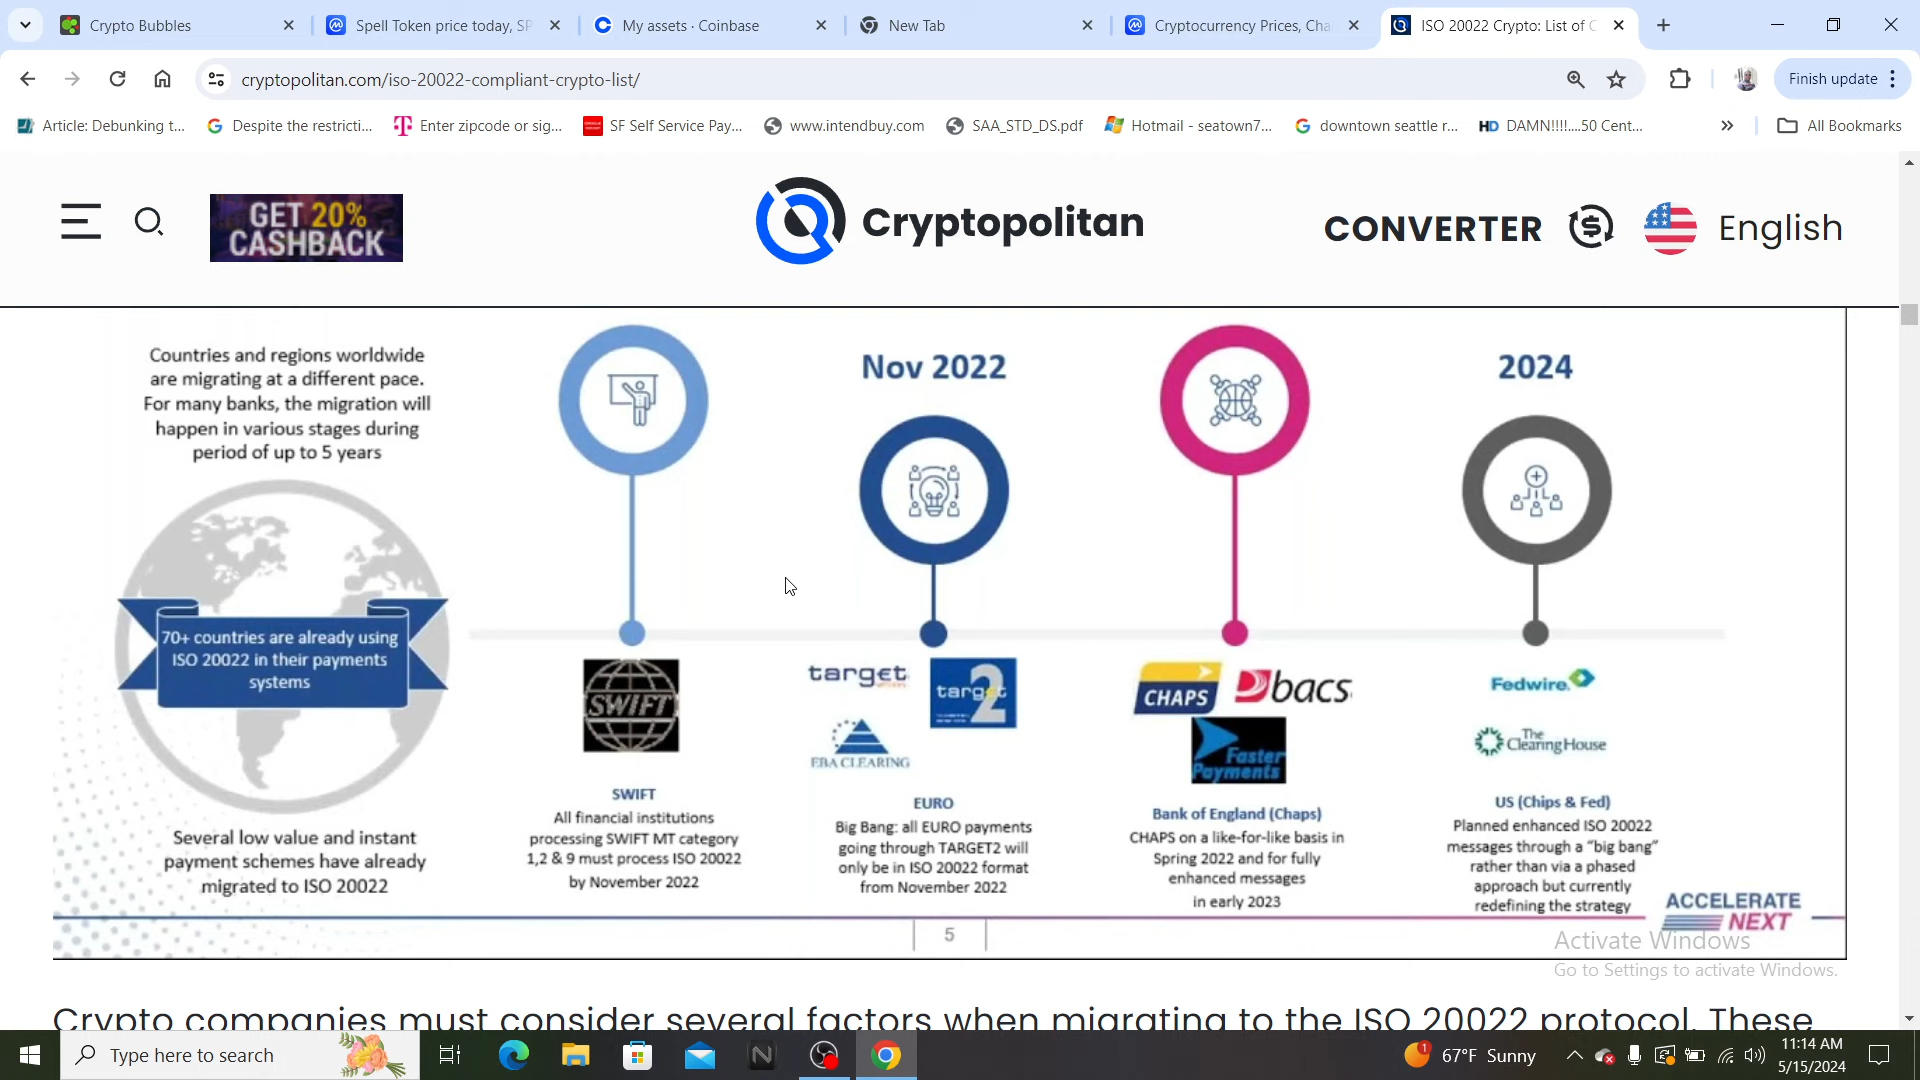 Crypto Bubbles
Spell Token price today, SP
My assets · Coinbase
New Tab
Cryptocurrency Prices, Cha
ISO 20022 Crypto: List of C
cryptopolitan.com/iso-20022-compliant-crypto-list/
Finish update
Article: Debunking t...
Despite the restricti...
Enter zipcode or sig...
SF Self Service Pay...
www.intendbuy.com
SAA_STD_DS.pdf
Hotmail - seatown7...
downtown seattle r...
HD DAMN!!!!....50 Cent...
All Bookmarks
GET 20%
CASHBACK
Cryptopolitan
CONVERTER
English
Countries and regions worldwide
are migrating at a different pace.
For many banks, the migration will
happen in various stages during
period of up to 5 years
70+ countries are already using
ISO 20022 in their payments
systems
Several low value and instant
payment schemes have already
migrated to ISO 20022
SWIFT
SWIFT
All financial institutions
processing SWIFT MT category
1,2 & 9 must process ISO 20022
by November 2022
Nov 2022
target
target2
EBA CLEARING
EURO
Big Bang: all EURO payments
going through TARGET2 will
only be in ISO 20022 format
from November 2022
CHAPS
bacs
Faster
Payments
Bank of England (Chaps)
CHAPS on a like-for-like basis in
Spring 2022 and for fully
enhanced messages
in early 2023
2024
Fedwire
The
ClearingHouse
US (Chips & Fed)
Planned enhanced ISO 20022
messages through a "big bang"
rather than via a phased
approach but currently
redefining the strategy
ACCELERATE
NEXT
5
Activate Windows
Go to Settings to activate Windows.
Crypto companies must consider several factors when migrating to the ISO 20022 protocol. These
Type here to search
1
67°F Sunny
11:14 AM
5/15/2024